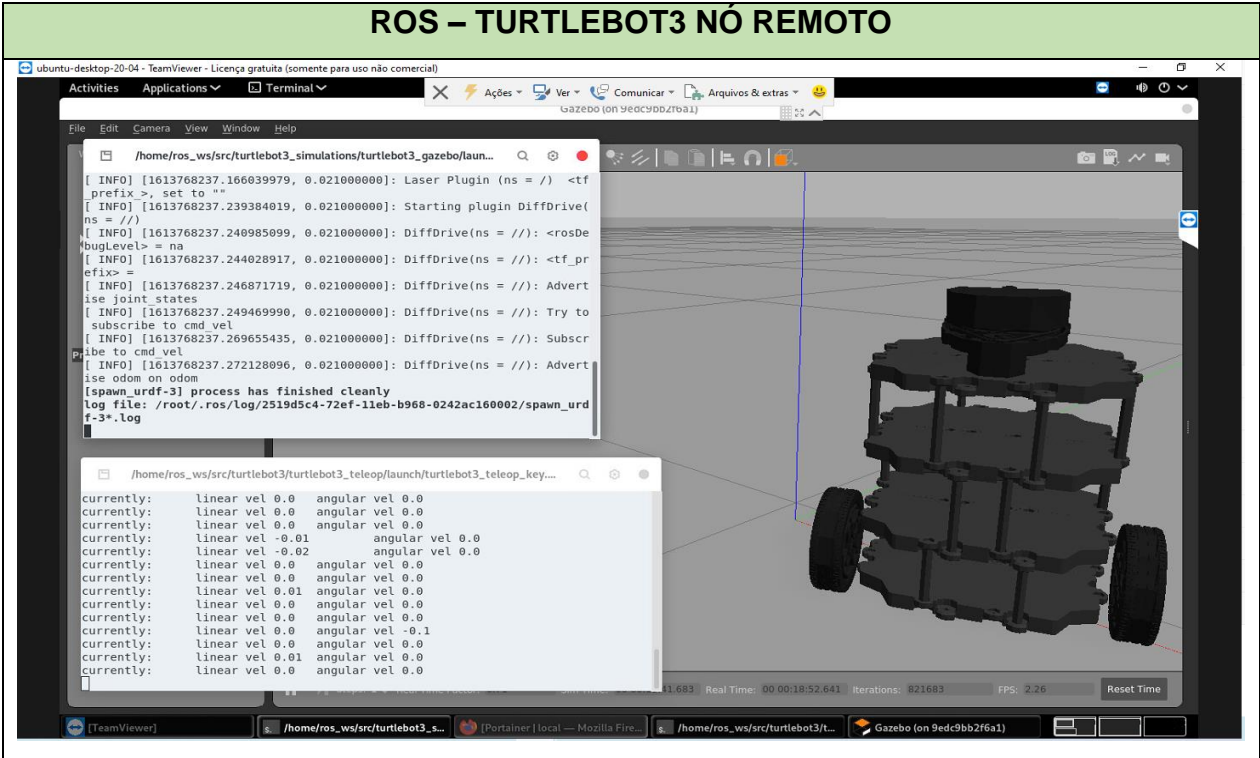 ROS – TURTLEBOT3 NÓ REMOTO
ubuntu-desktop-20-04 - TeamViewer - Licença gratuita (somente para uso não comercial)
Activities Applications Terminal
Ações Ver Comunicar Arquivos & extras
Gazebo (on 9edc9bb2f6a1)
File Edit Camera View Window Help
/home/ros_ws/src/turtlebot3_simulations/turtlebot3_gazebo/laun...
[ INFO] [1613768237.166039979, 0.021000000]: Laser Plugin (ns = /) <tf
_prefix_>, set to ""
[ INFO] [1613768237.239384019, 0.021000000]: Starting plugin DiffDrive(
ns = //)
[ INFO] [1613768237.240985099, 0.021000000]: DiffDrive(ns = //): <rosDe
bugLevel> = na
[ INFO] [1613768237.244028917, 0.021000000]: DiffDrive(ns = //): <tf_pr
efix> =
[ INFO] [1613768237.246871719, 0.021000000]: DiffDrive(ns = //): Advert
ise joint_states
[ INFO] [1613768237.249469990, 0.021000000]: DiffDrive(ns = //): Try to
subscribe to cmd_vel
[ INFO] [1613768237.269655435, 0.021000000]: DiffDrive(ns = //): Subscr
ibe to cmd_vel
[ INFO] [1613768237.272128096, 0.021000000]: DiffDrive(ns = //): Advert
ise odom on odom
[spawn_urdf-3] process has finished cleanly
log file: /root/.ros/log/2519d5c4-72ef-11eb-b968-0242ac160002/spawn_urd
f-3*.log
/home/ros_ws/src/turtlebot3/turtlebot3_teleop/launch/turtlebot3_teleop_key....
currently: linear vel 0.0 angular vel 0.0
currently: linear vel 0.0 angular vel 0.0
currently: linear vel 0.0 angular vel 0.0
currently: linear vel -0.01 angular vel 0.0
currently: linear vel -0.02 angular vel 0.0
currently: linear vel 0.0 angular vel 0.0
currently: linear vel 0.0 angular vel 0.0
currently: linear vel 0.01 angular vel 0.0
currently: linear vel 0.0 angular vel 0.0
currently: linear vel 0.0 angular vel 0.0
currently: linear vel 0.0 angular vel -0.1
currently: linear vel 0.0 angular vel 0.0
currently: linear vel 0.01 angular vel 0.0
currently: linear vel 0.0 angular vel 0.0
41.683 Real Time: 00 00:18:52.641 Iterations: 821683 FPS: 2.26 Reset Time
[TeamViewer] /home/ros_ws/src/turtlebot3_s... [Portainer | local — Mozilla Fire... /home/ros_ws/src/turtlebot3/t... Gazebo (on 9edc9bb2f6a1)